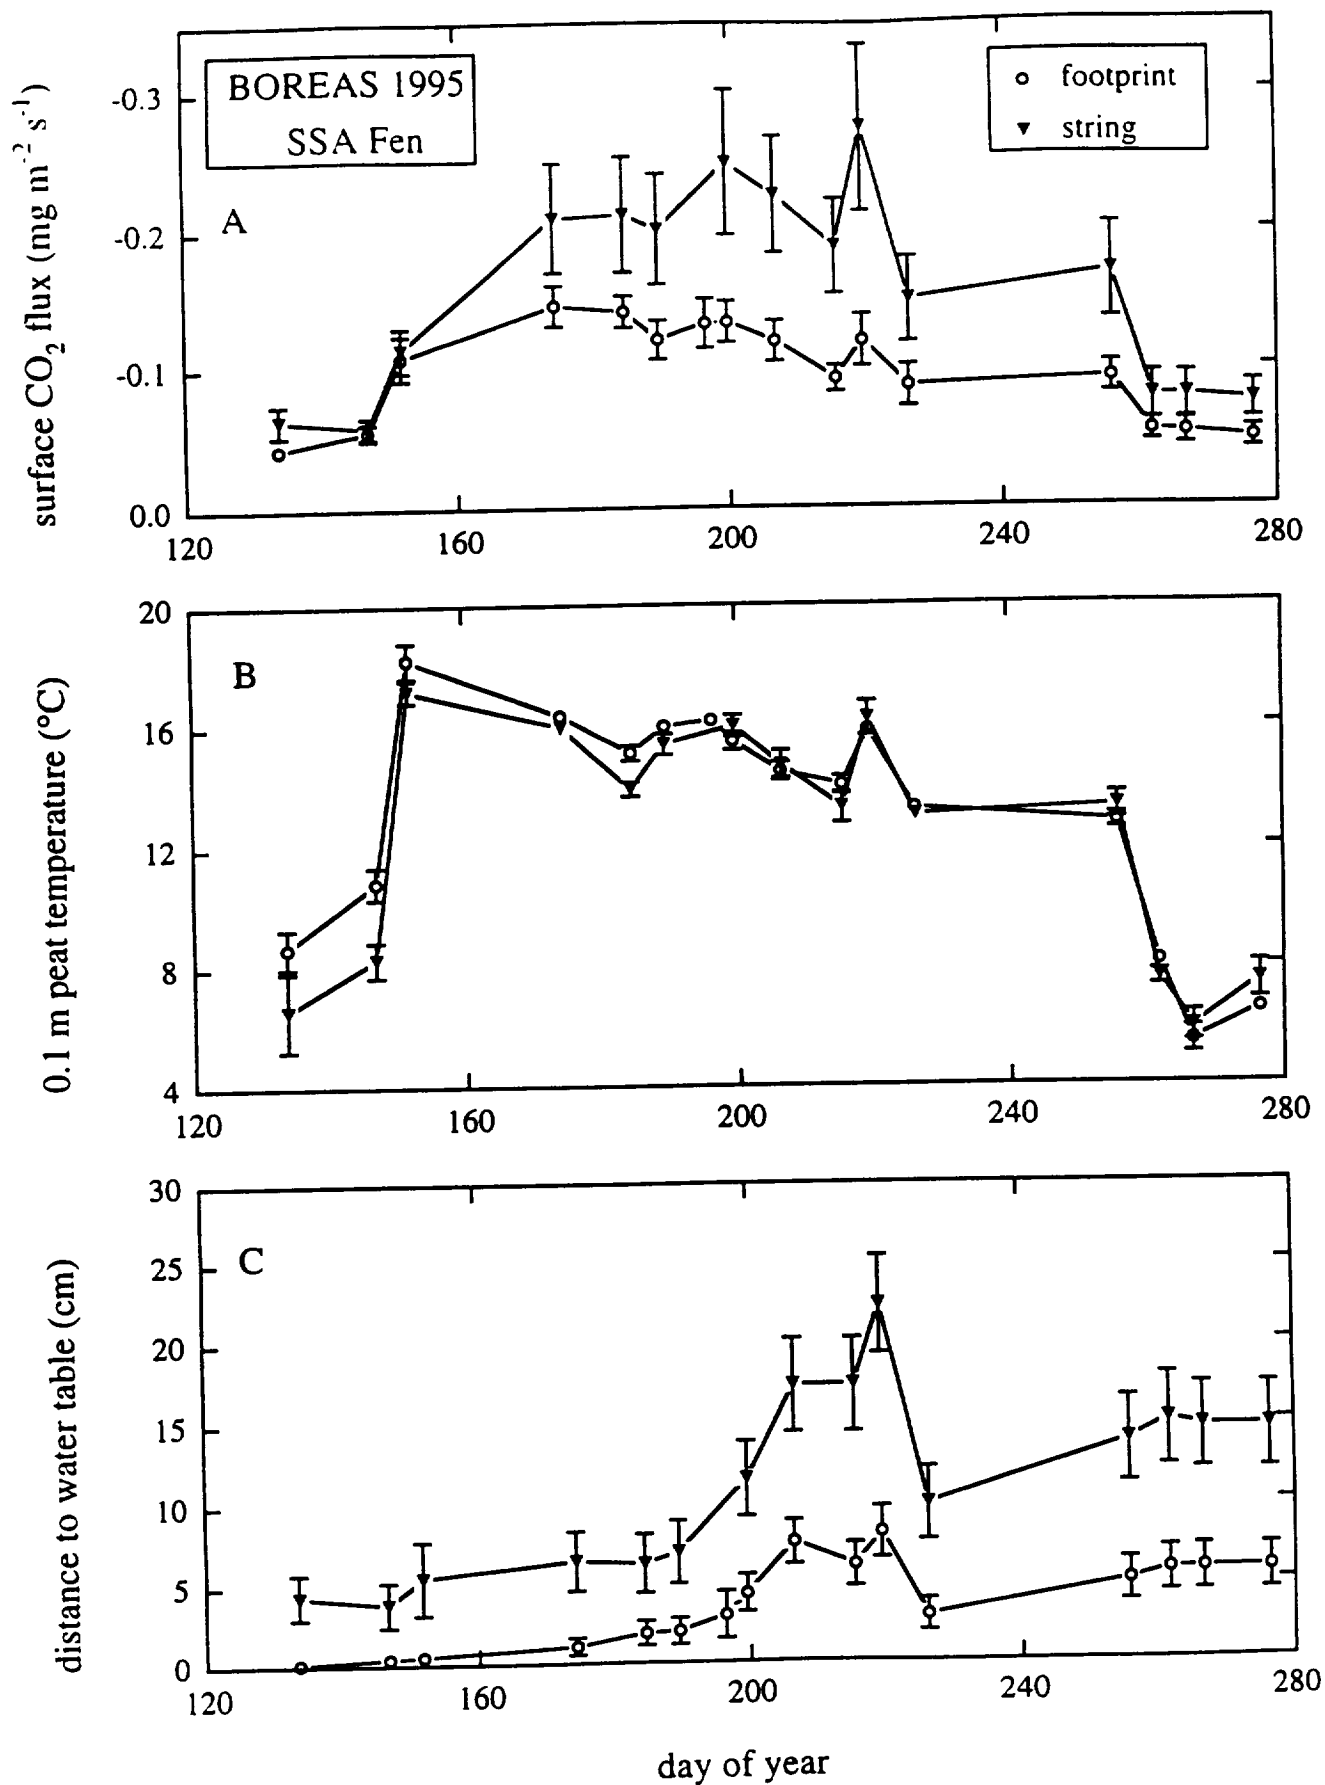 BOREAS 1995
SSA Fen
footprint
string
A
surface CO₂ flux (mg m⁻² s⁻¹)
-0.3
-0.2
-0.1
0.0
120
160
200
240
280
B
0.1 m peat temperature (°C)
20
16
12
8
4
120
160
200
240
280
C
distance to water table (cm)
30
25
20
15
10
5
0
120
160
200
240
280
day of year